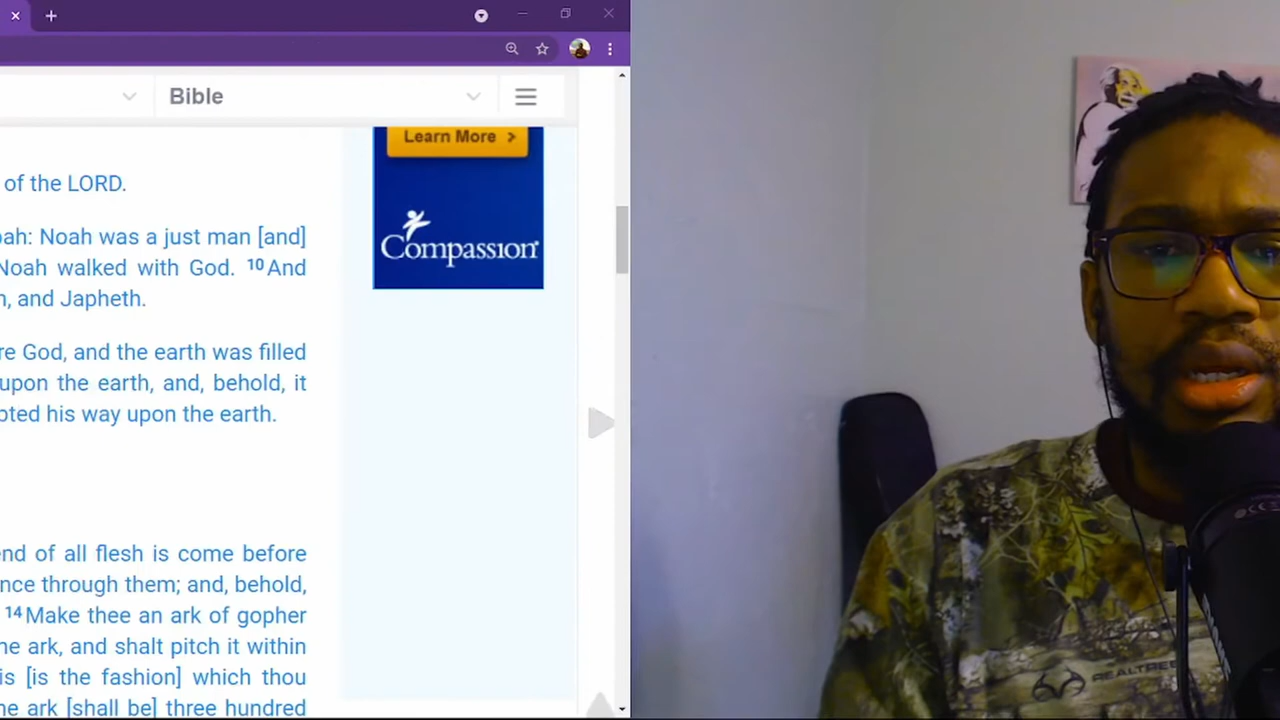 Bible
Learn More >
Compassion
of the LORD.
ah: Noah was a just man [and]
Noah walked with God. 10 And
, and Japheth.
re God, and the earth was filled
upon the earth, and, behold, it
pted his way upon the earth.
end of all flesh is come before
nce through them; and, behold,
14 Make thee an ark of gopher
he ark, and shalt pitch it within
is [is the fashion] which thou
he ark [shall be] three hundred
REALTREE